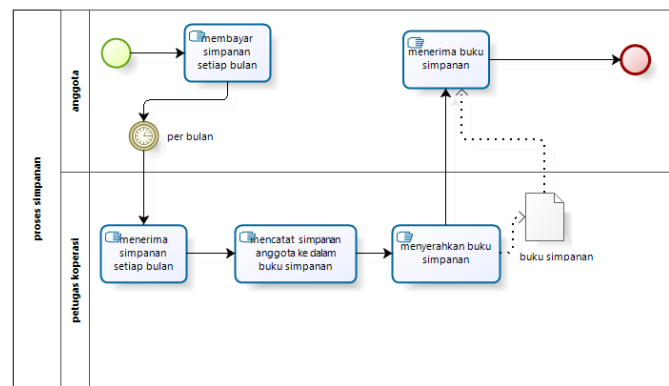 proses simpanan
anggota
membayar
simpanan
setiap bulan
menerima buku
simpanan
per bulan
petugas koperasi
menerima
simpanan
setiap bulan
mencatat simpanan
anggota ke dalam
buku simpanan
menyerahkan buku
simpanan
buku simpanan